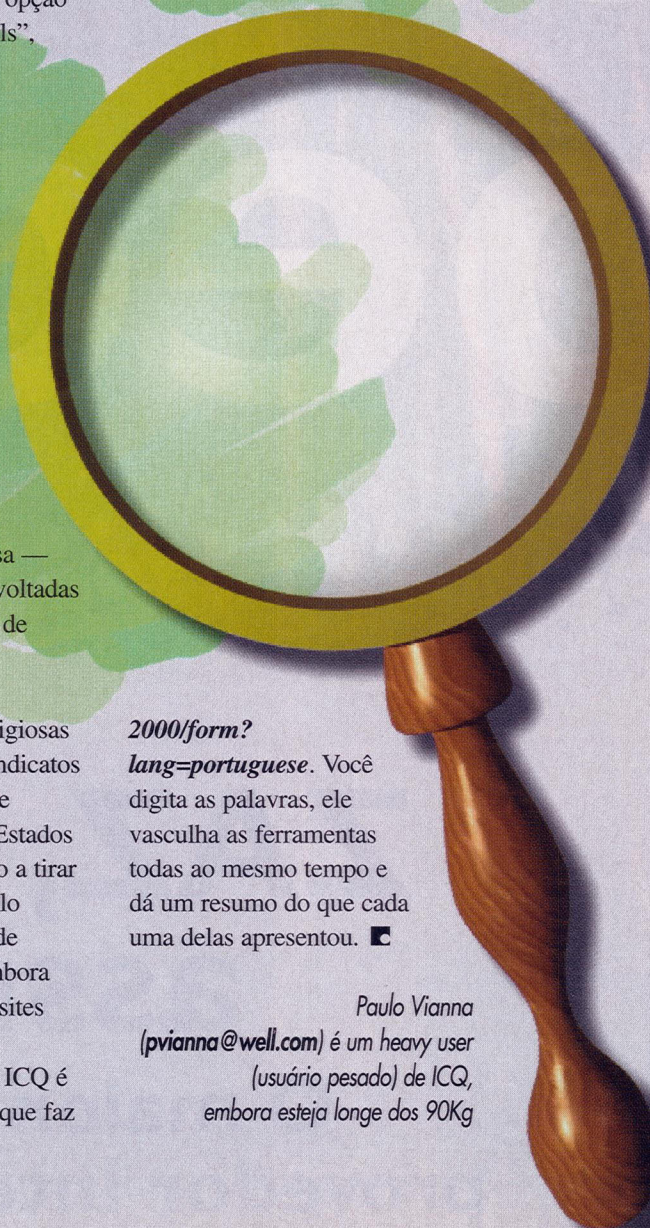 opção
ls”,
sa —
voltadas
de
igiosas
ndicatos
e
Estados
o a tirar
lo
de
nbora
sites
ICQ é
que faz
2000/form?
lang=portuguese. Você
digita as palavras, ele
vasculha as ferramentas
todas ao mesmo tempo e
dá um resumo do que cada
uma delas apresentou.
Paulo Vianna
(pvianna@well.com) é um heavy user
(usuário pesado) de ICQ,
embora esteja longe dos 90Kg